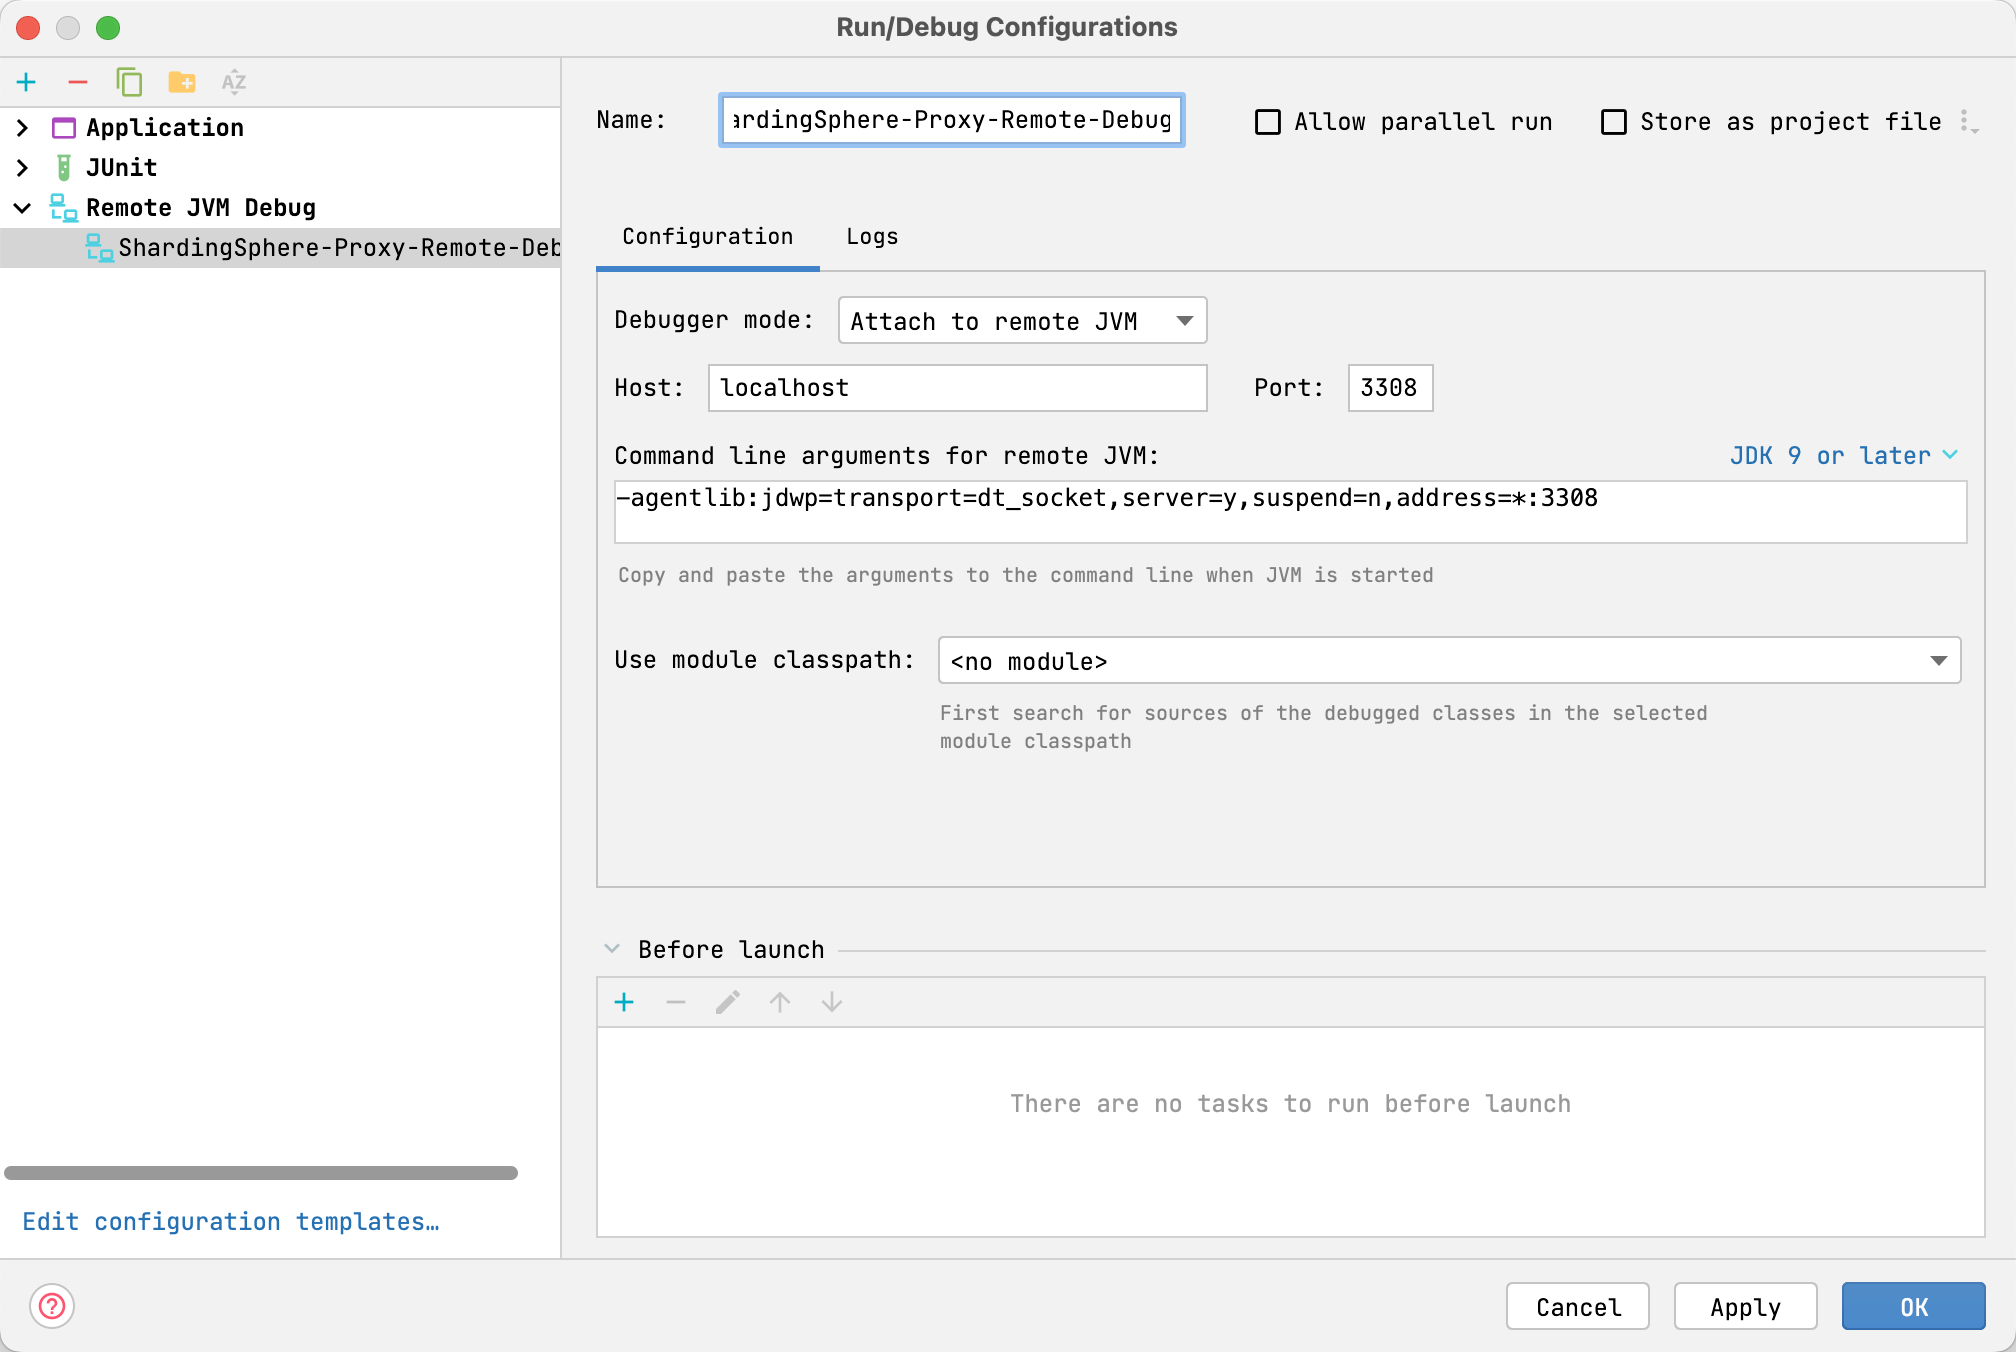 Run/Debug Configurations
Application
JUnit
Remote JVM Debug
ShardingSphere-Proxy-Remote-Deb
Edit configuration templates…
Name: ardingSphere-Proxy-Remote-Debug Allow parallel run Store as project file
Configuration Logs
Debugger mode: Attach to remote JVM
Host: localhost Port: 3308
Command line arguments for remote JVM: JDK 9 or later
-agentlib:jdwp=transport=dt_socket,server=y,suspend=n,address=*:3308
Copy and paste the arguments to the command line when JVM is started
Use module classpath: <no module>
First search for sources of the debugged classes in the selected
module classpath
Before launch
There are no tasks to run before launch
? Cancel Apply OK